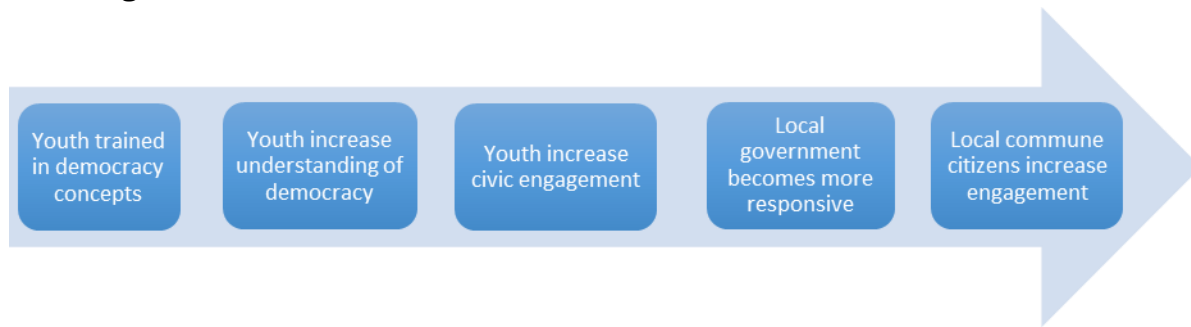 Youth trained
in democracy
concepts
Youth increase
understanding of
democracy
Youth increase
civic engagement
Local
government
becomes more
responsive
Local commune
citizens increase
engagement